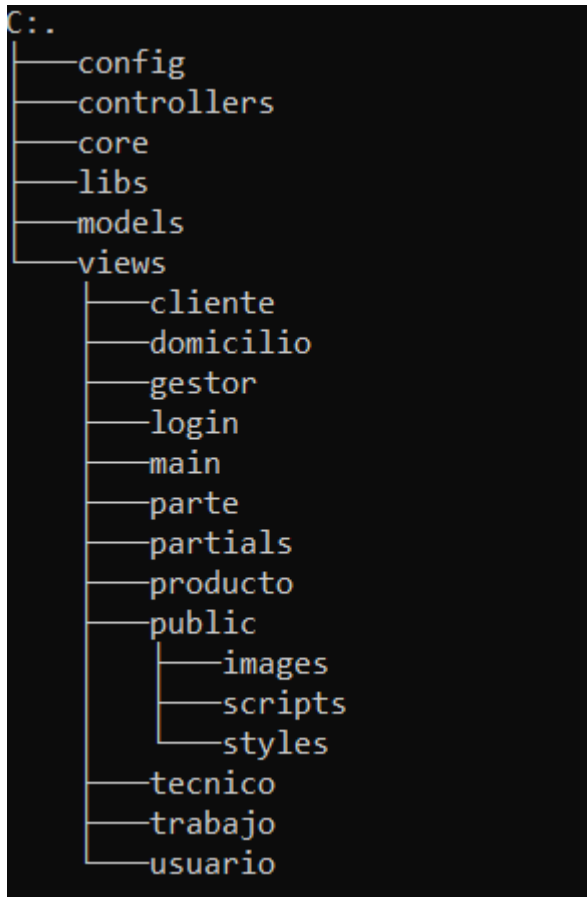 C:.
├───config
├───controllers
├───core
├───libs
├───models
└───views
    ├───cliente
    ├───domicilio
    ├───gestor
    ├───login
    ├───main
    ├───parte
    ├───partials
    ├───producto
    ├───public
    │   ├───images
    │   ├───scripts
    │   └───styles
    ├───tecnico
    ├───trabajo
    └───usuario